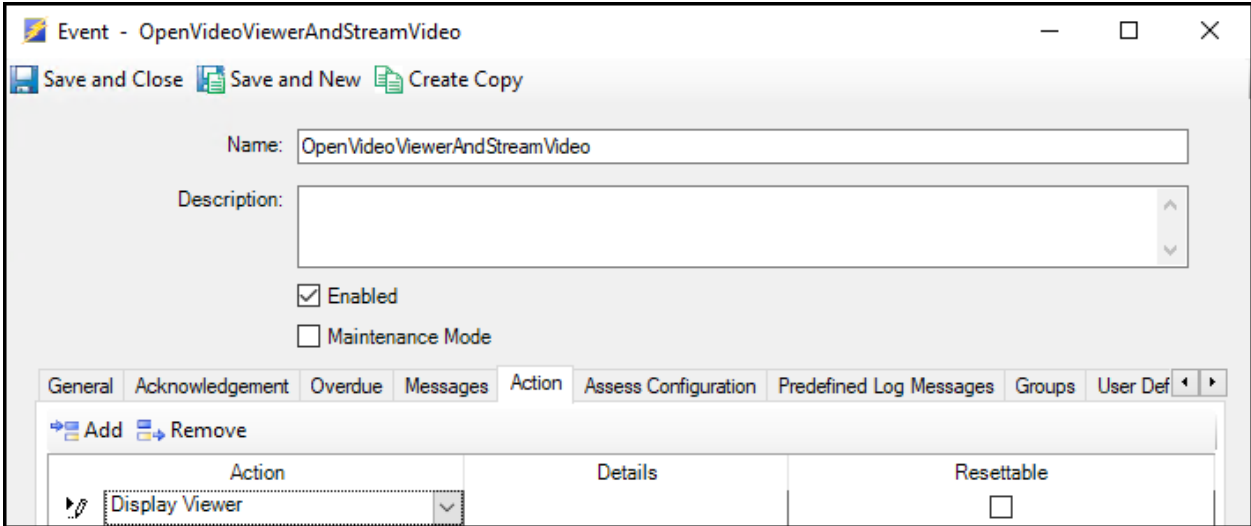 Event - OpenVideoViewerAndStreamVideo
Save and Close Save and New Create Copy
Name: OpenVideoViewerAndStreamVideo
Description:
Enabled
Maintenance Mode
General Acknowledgement Overdue Messages Action Assess Configuration Predefined Log Messages Groups User Def
Add Remove
Action Details Resettable
Display Viewer